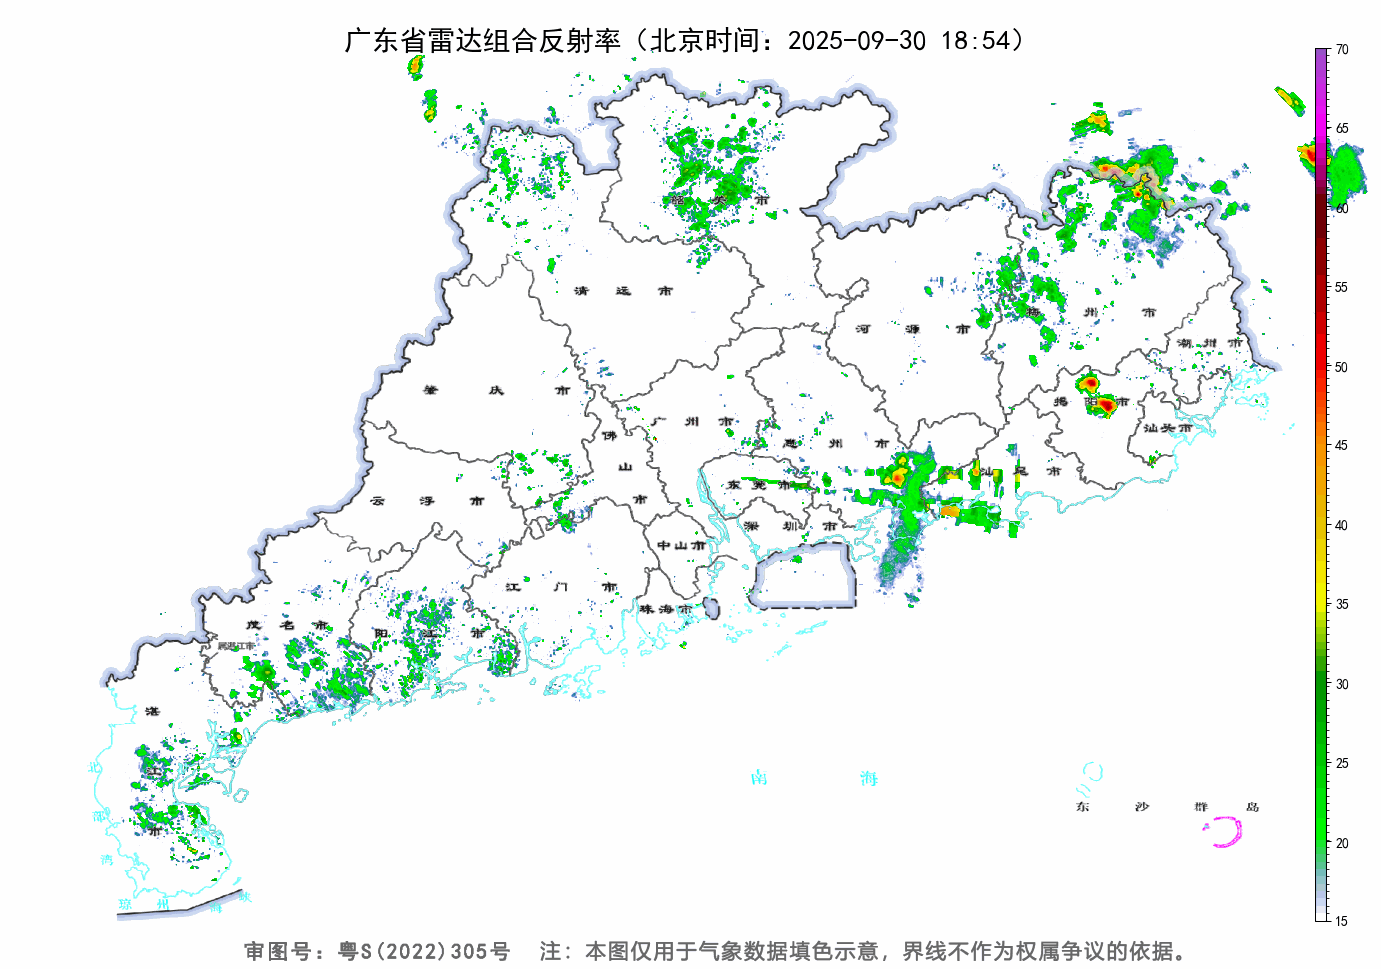 广东省雷达组合反射率（北京时间：2025-09-30 18:54）
70
65
60
55
50
45
40
35
30
25
20
15
韶 关 市
清 远 市
河 源 市
梅 州 市
潮 州 市
肇 庆 市
广 州 市
惠 州 市
揭 阳 市
汕头市
佛 山 市
云 浮 市
东 莞 市
汕 尾 市
深 圳 市
中山市
江 门 市
珠海市
茂 名 市
阳 江 市
湛 江 市
北 部 湾
南 海
东 沙 群 岛
琼 州 海 峡
审图号：粤S(2022)305号 注：本图仅用于气象数据填色示意，界线不作为权属争议的依据。